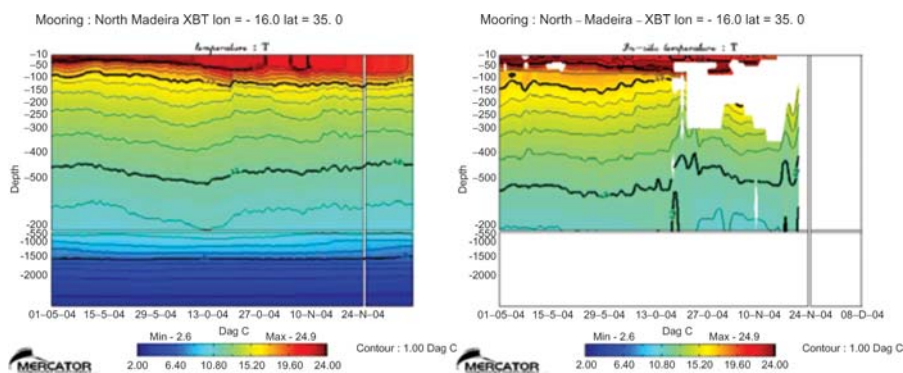 Mooring : North Madeira XBT lon = - 16.0 lat = 35. 0
temperature : T
-10
-50
-100
-150
-200
-250
-300
-400
-500
-200
-550
-1000
-1500
-2000
Depth
01-05-04 15-5-04 29-5-04 13-0-04 27-0-04 10-N-04 24-N-04
Dag C
Min - 2.6 Max - 24.9
2.00 6.40 10.80 15.20 19.60 24.00
Contour : 1.00 Dag C
MERCATOR
Mooring : North – Madeira – XBT lon = - 16.0 lat = 35. 0
In-situ temperature : T
-10
-50
-100
-150
-200
-250
-300
-400
-500
-200
-550
-1000
-1500
-2000
Depth
01-05-04 15-5-04 29-5-04 13-0-04 27-0-04 10-N-04 24-N-04 08-D-04
Dag C
Min - 2.6 Max - 24.9
2.00 6.40 10.80 15.20 19.60 24.00
Contour : 1.00 Dag C
MERCATOR